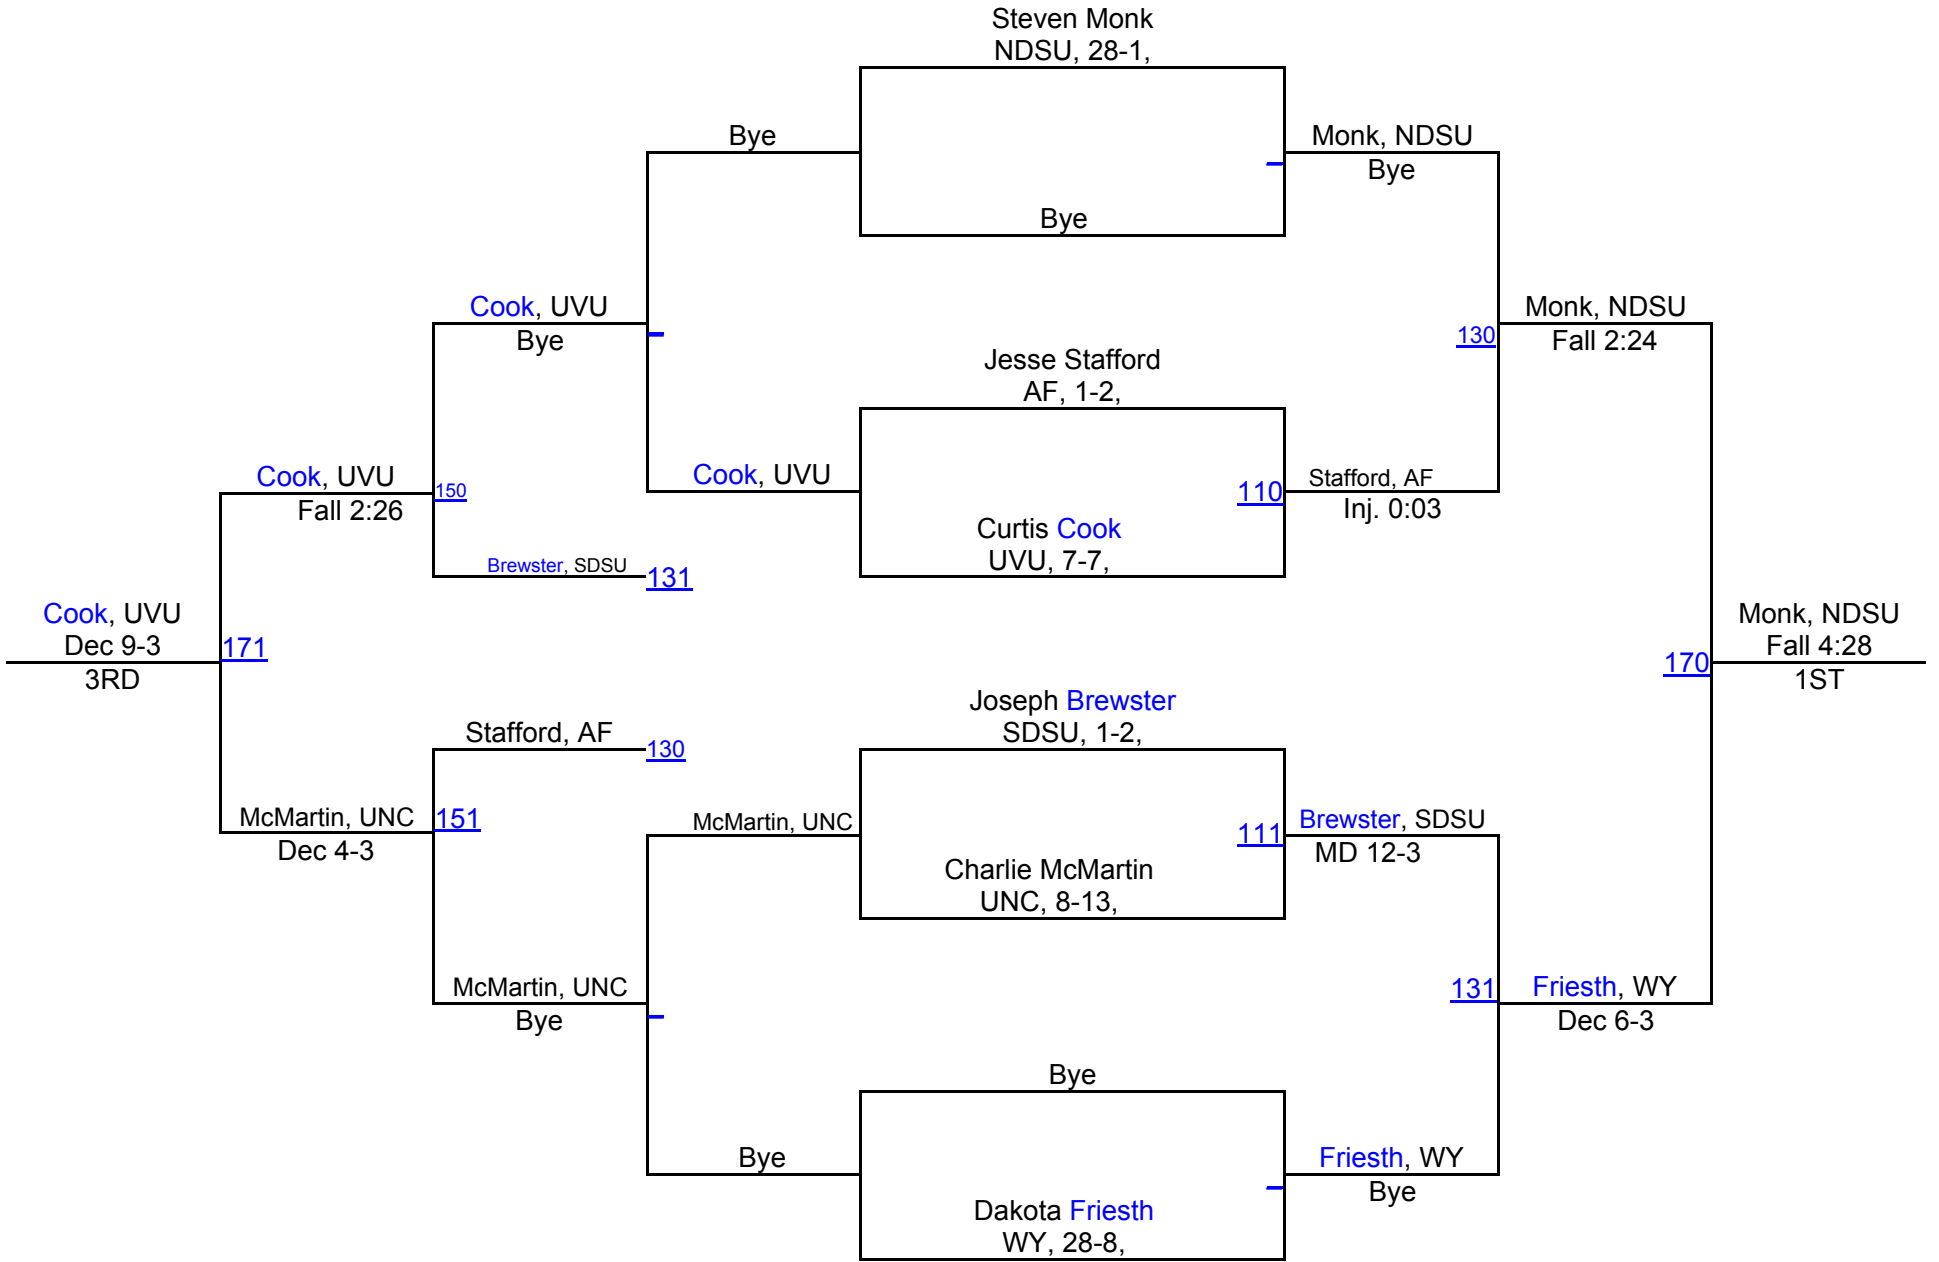 Steven Monk
NDSU, 28-1,
Bye
Monk, NDSU
Bye
Bye
Cook, UVU
Bye
Monk, NDSU
130
Fall 2:24
Jesse Stafford
AF, 1-2,
Cook, UVU
150
Fall 2:26
Cook, UVU
110
Stafford, AF
Inj. 0:03
Curtis Cook
UVU, 7-7,
Brewster, SDSU
131
Cook, UVU
Dec 9-3
171
3RD
Monk, NDSU
Fall 4:28
170
1ST
Joseph Brewster
SDSU, 1-2,
Stafford, AF
130
McMartin, UNC
151
Dec 4-3
McMartin, UNC
111
Brewster, SDSU
MD 12-3
Charlie McMartin
UNC, 8-13,
McMartin, UNC
Bye
131
Friesth, WY
Dec 6-3
Bye
Bye
Friesth, WY
Bye
Dakota Friesth
WY, 28-8,